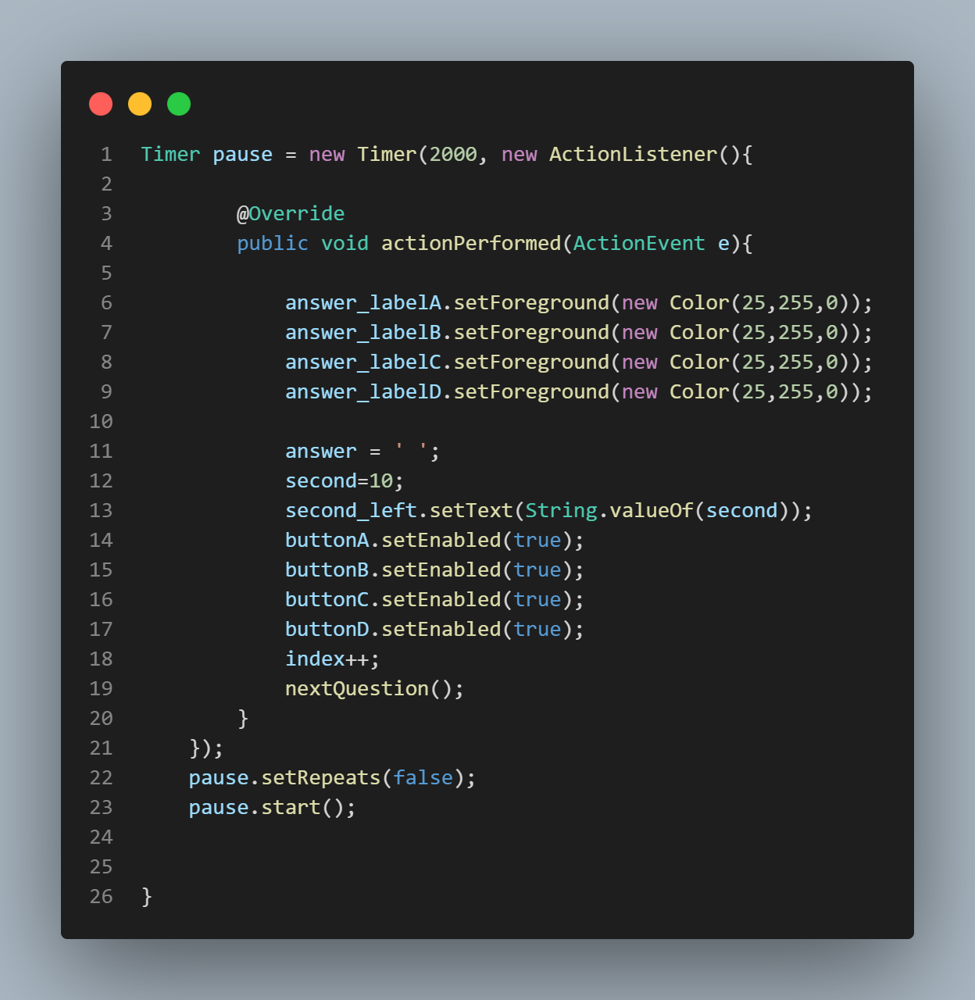 1 Timer pause = new Timer(2000, new ActionListener(){
2
3 @Override
4 public void actionPerformed(ActionEvent e){
5
6 answer_labelA.setForeground(new Color(25,255,0));
7 answer_labelB.setForeground(new Color(25,255,0));
8 answer_labelC.setForeground(new Color(25,255,0));
9 answer_labelD.setForeground(new Color(25,255,0));
10
11 answer = ' ';
12 second=10;
13 second_left.setText(String.valueOf(second));
14 buttonA.setEnabled(true);
15 buttonB.setEnabled(true);
16 buttonC.setEnabled(true);
17 buttonD.setEnabled(true);
18 index++;
19 nextQuestion();
20 }
21 });
22 pause.setRepeats(false);
23 pause.start();
24
25
26 }